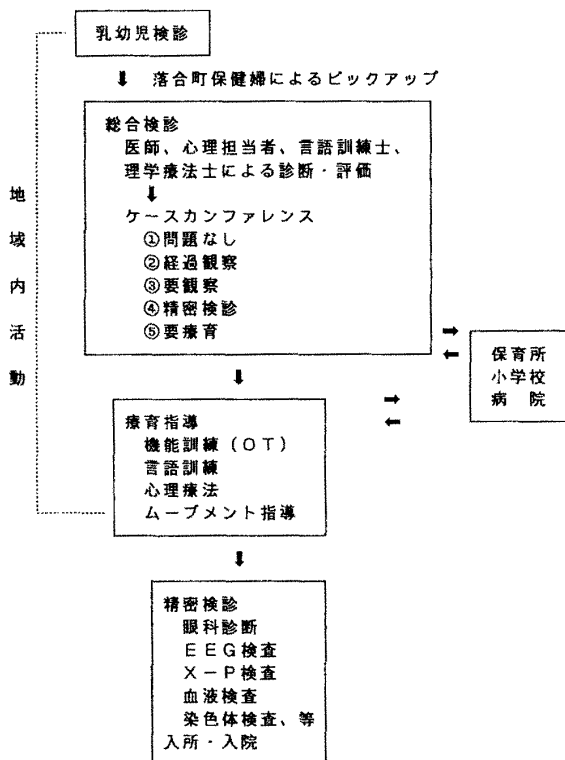 乳幼児検診
⬇ 落合町保健婦によるピックアップ
総合検診
医師、心理担当者、言語訓練士、
理学療法士による診断・評価
⬇
ケースカンファレンス
①問題なし
②経過観察
③要観察
④精密検診
⑤要療育
地域内活動
保育所
小学校
病 院
療育指導
機能訓練(OT)
言語訓練
心理療法
ムーブメント指導
精密検診
眼科診断
EEG検査
X-P検査
血液検査
染色体検査、等
入所・入院